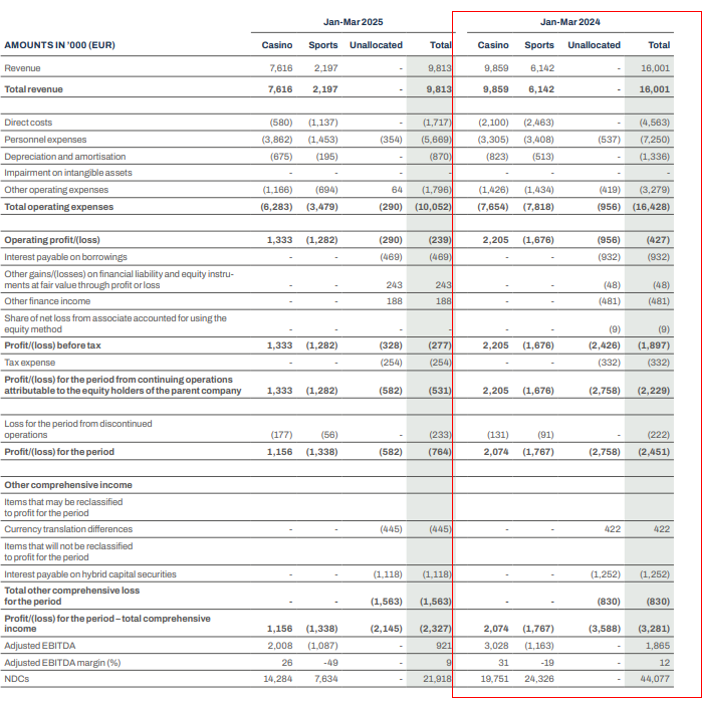 Jan-Mar 2025 Jan-Mar 2024
AMOUNTS IN '000 (EUR) Casino Sports Unallocated Total Casino Sports Unallocated Total
Revenue 7,616 2,197 - 9,813 9,859 6,142 - 16,001
Total revenue 7,616 2,197 - 9,813 9,859 6,142 - 16,001
Direct costs (580) (1,137) - (1,717) (2,100) (2,463) - (4,563)
Personnel expenses (3,862) (1,453) (354) (5,669) (3,305) (3,408) (537) (7,250)
Depreciation and amortisation (675) (195) - (870) (823) (513) - (1,336)
Impairment on intangible assets - - - - - - - -
Other operating expenses (1,166) (694) 64 (1,796) (1,426) (1,434) (419) (3,279)
Total operating expenses (6,283) (3,479) (290) (10,052) (7,654) (7,818) (956) (16,428)
Operating profit/(loss) 1,333 (1,282) (290) (239) 2,205 (1,676) (956) (427)
Interest payable on borrowings - - (469) (469) - - (932) (932)
Other gains/(losses) on financial liability and equity instru-
ments at fair value through profit or loss - - 243 243 - - (48) (48)
Other finance income - - 188 188 - - (481) (481)
Share of net loss from associate accounted for using the
equity method - - - - - - (9) (9)
Profit/(loss) before tax 1,333 (1,282) (328) (277) 2,205 (1,676) (2,426) (1,897)
Tax expense - - (254) (254) - - (332) (332)
Profit/(loss) for the period from continuing operations
attributable to the equity holders of the parent company 1,333 (1,282) (582) (531) 2,205 (1,676) (2,758) (2,229)
Loss for the period from discontinued
operations (177) (56) - (233) (131) (91) - (222)
Profit/(loss) for the period 1,156 (1,338) (582) (764) 2,074 (1,767) (2,758) (2,451)
Other comprehensive income
Items that may be reclassified
to profit for the period
Currency translation differences - - (445) (445) - - 422 422
Items that will not be reclassified
to profit for the period
Interest payable on hybrid capital securities - - (1,118) (1,118) - - (1,252) (1,252)
Total other comprehensive loss
for the period - - (1,563) (1,563) - - (830) (830)
Profit/(loss) for the period – total comprehensive
income 1,156 (1,338) (2,145) (2,327) 2,074 (1,767) (3,588) (3,281)
Adjusted EBITDA 2,008 (1,087) 921 3,028 (1,163) 1,865
Adjusted EBITDA margin (%) 26 -49 - 9 31 -19 - 12
NDCs 14,284 7,634 - 21,918 19,751 24,326 - 44,077